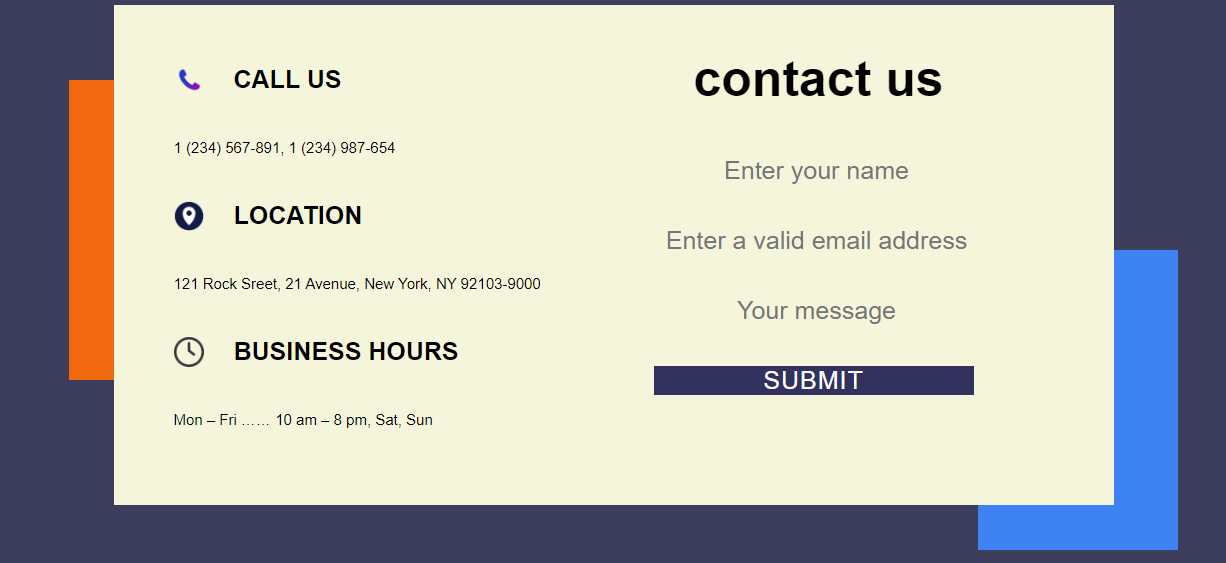 CALL US
1 (234) 567-891, 1 (234) 987-654
LOCATION
121 Rock Sreet, 21 Avenue, New York, NY 92103-9000
BUSINESS HOURS
Mon – Fri …… 10 am – 8 pm, Sat, Sun
contact us
Enter your name
Enter a valid email address
Your message
SUBMIT